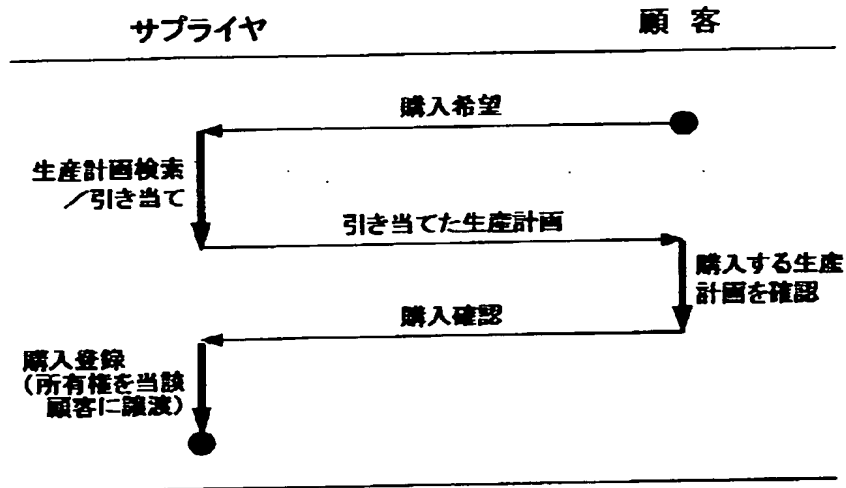 サプライヤ
顧 客
購入希望
生産計画検索
／引き当て
引き当てた生産計画
購入する生産
計画を確認
購入確認
購入登録
(所有権を当該
顧客に譲渡)